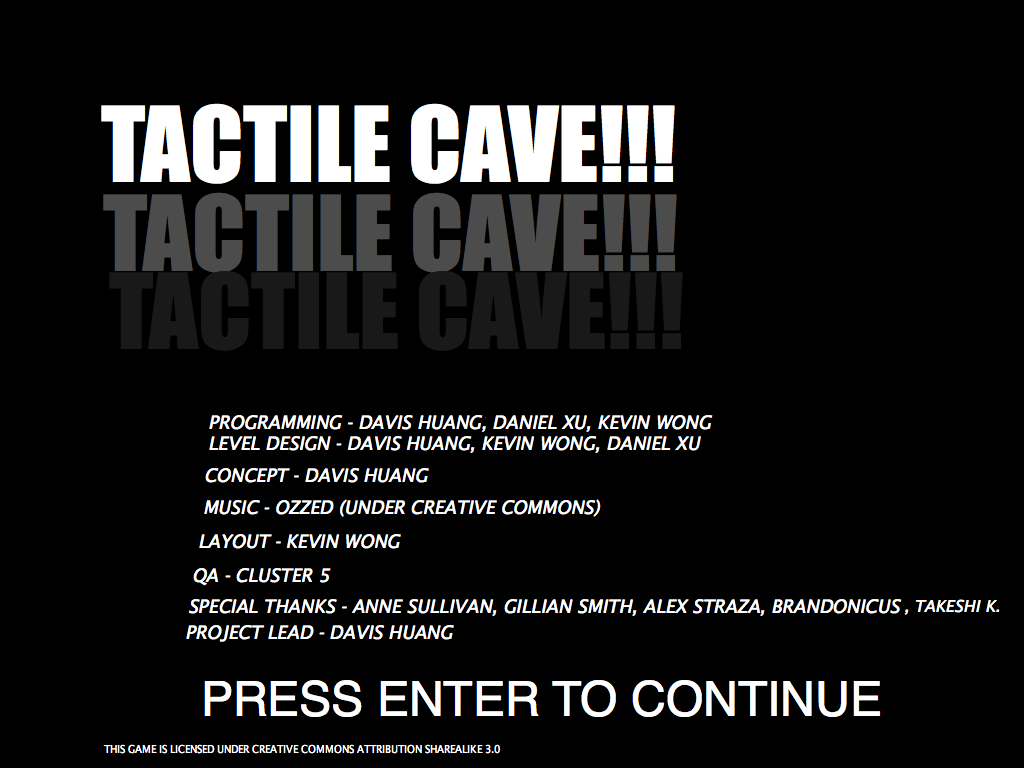 TACTILE CAVE!!!
TACTILE CAVE!!!
TACTILE CAVE!!!
PROGRAMMING - DAVIS HUANG, DANIEL XU, KEVIN WONG
LEVEL DESIGN - DAVIS HUANG, KEVIN WONG, DANIEL XU
CONCEPT - DAVIS HUANG
MUSIC - OZZED (UNDER CREATIVE COMMONS)
LAYOUT - KEVIN WONG
QA - CLUSTER 5
SPECIAL THANKS - ANNE SULLIVAN, GILLIAN SMITH, ALEX STRAZA, BRANDONICUS , TAKESHI K.
PROJECT LEAD - DAVIS HUANG
PRESS ENTER TO CONTINUE
THIS GAME IS LICENSED UNDER CREATIVE COMMONS ATTRIBUTION SHAREALIKE 3.0